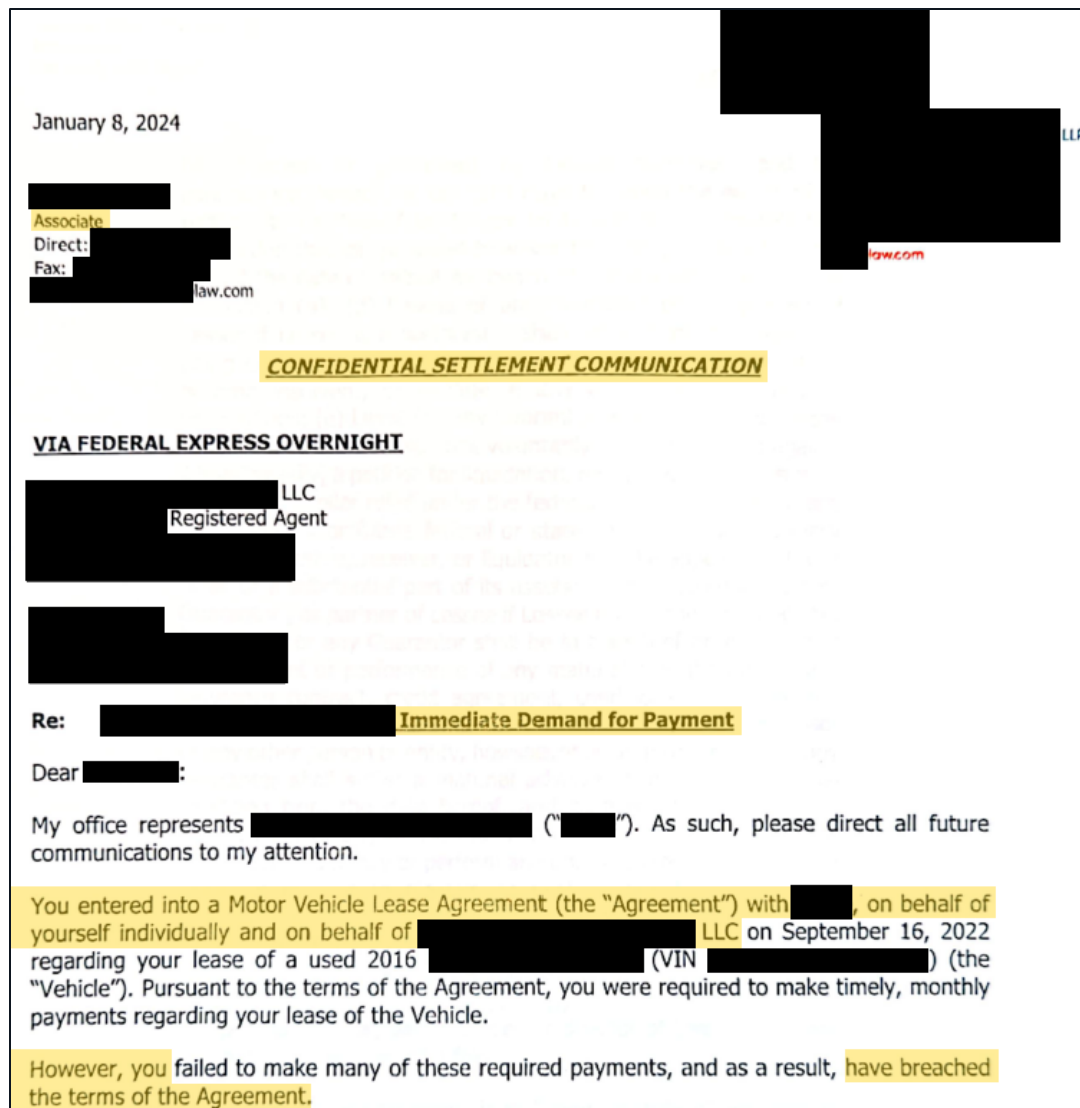 LLP
January 8, 2024
Associate
Direct:
Fax:
law.com
law.com
CONFIDENTIAL SETTLEMENT COMMUNICATION
VIA FEDERAL EXPRESS OVERNIGHT
LLC
Registered Agent
Re: Immediate Demand for Payment
Dear :
My office represents (“ ”). As such, please direct all future
communications to my attention.
You entered into a Motor Vehicle Lease Agreement (the “Agreement”) with , on behalf of
yourself individually and on behalf of LLC on September 16, 2022
regarding your lease of a used 2016 (VIN ) (the
“Vehicle”). Pursuant to the terms of the Agreement, you were required to make timely, monthly
payments regarding your lease of the Vehicle.
However, you failed to make many of these required payments, and as a result, have breached
the terms of the Agreement.